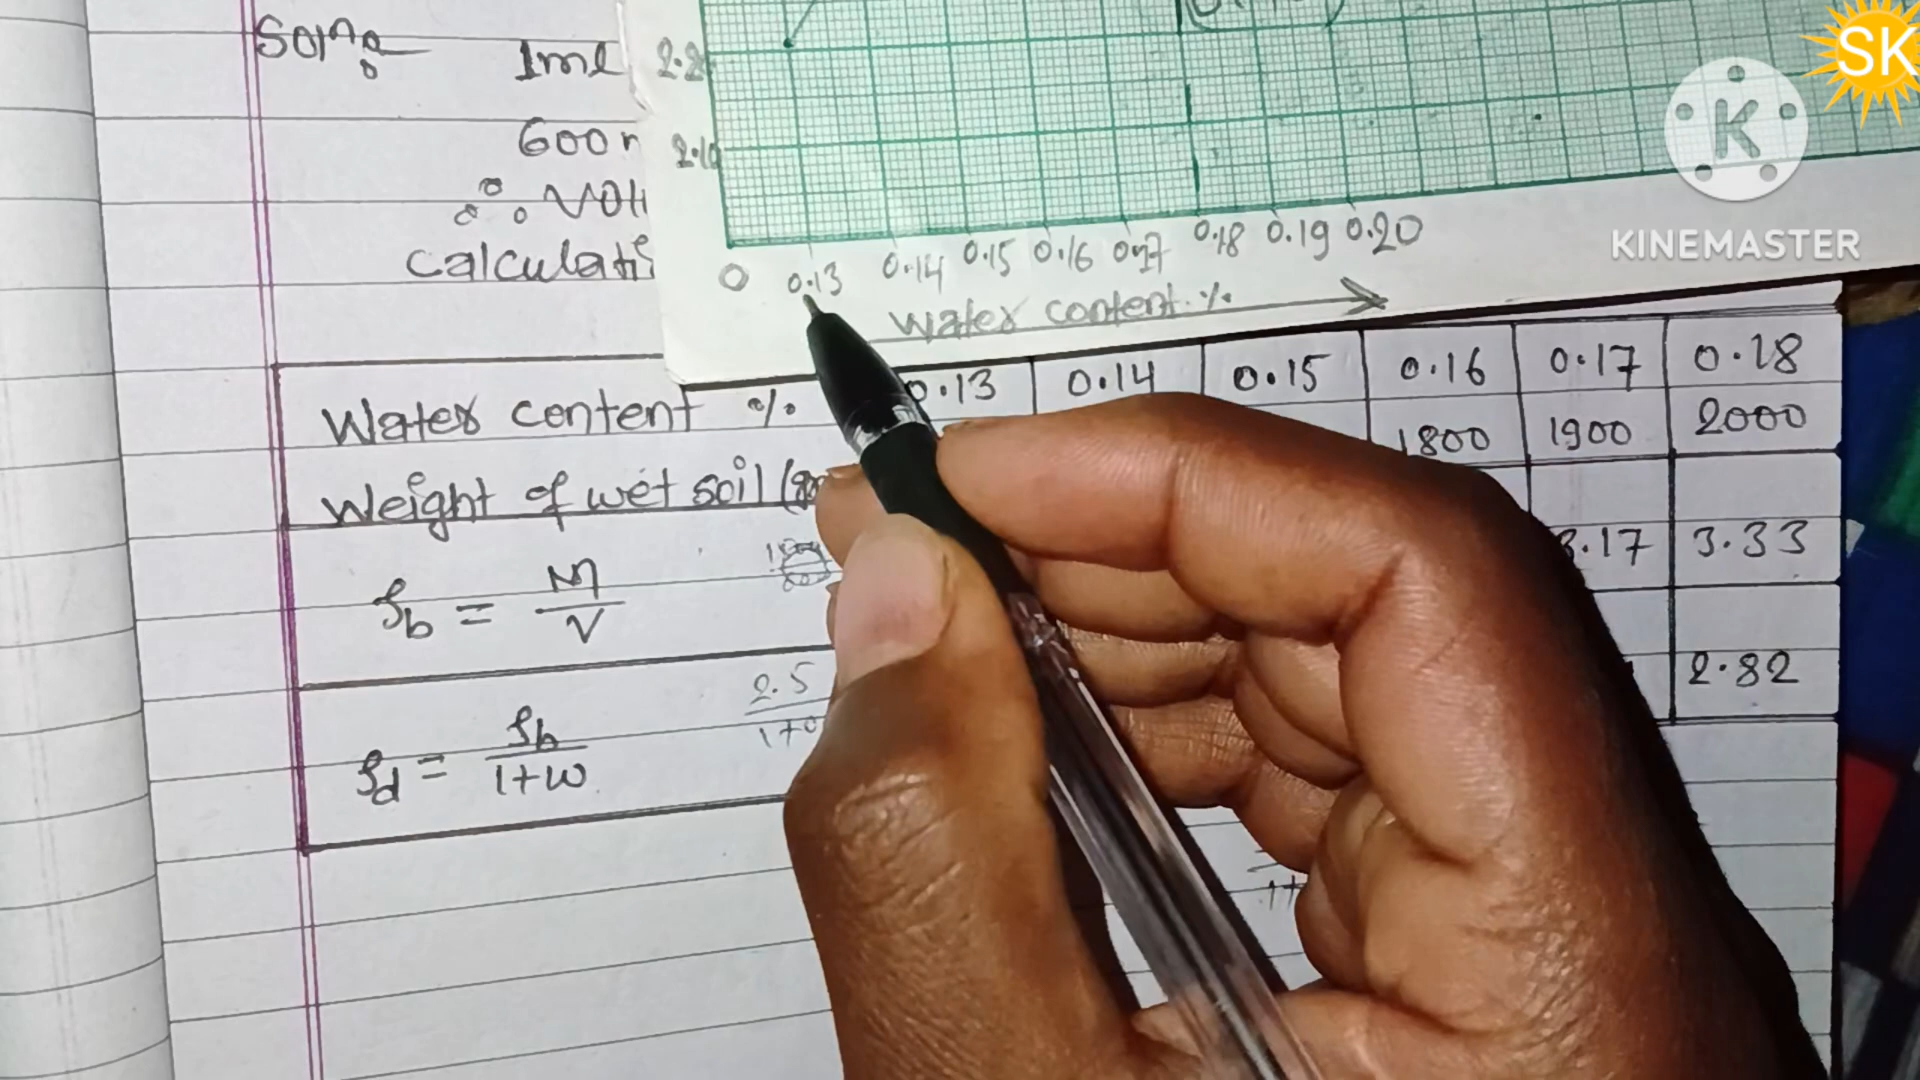 Solⁿ:
1ml
600
∴ Vol
Calculati
2.2
2.10
0 0.13 0.14 0.15 0.16 0.17 0.18 0.19 0.20
Water content %
Water content % 0.13 0.14 0.15 0.16 0.17 0.18
Weight of wet soil ( 1800 1900 2000
ρb = M/V 3.17 3.33
ρd = ρb/1+w 2.5/1+0 2.82
1+
SK
K
KINEMASTER